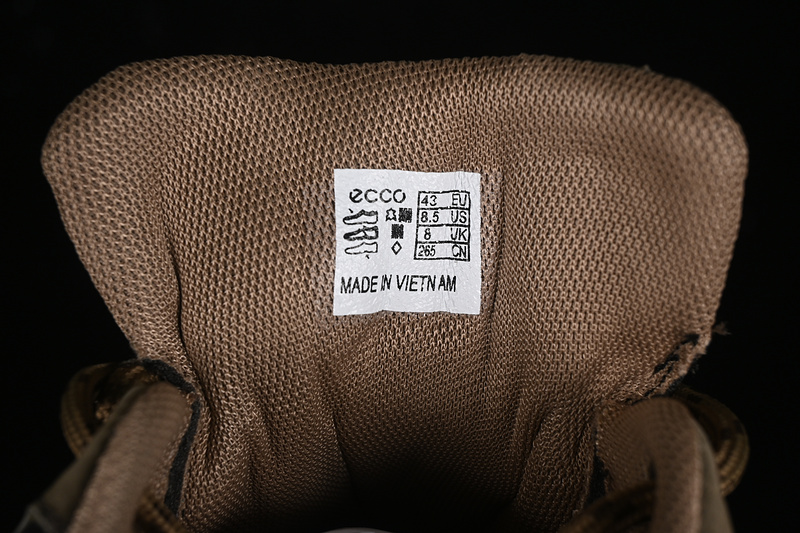 ecco
43 EU
8.5 US
8 UK
265 CN
MADE IN VIETNAM